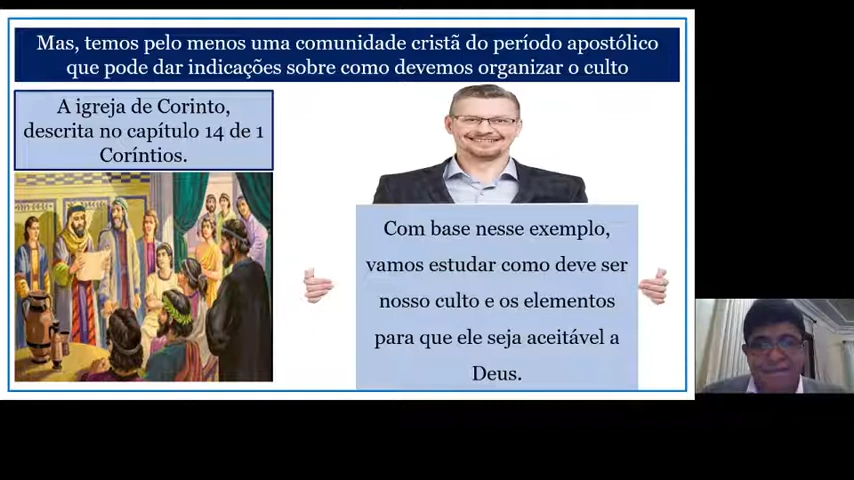 Mas, temos pelo menos uma comunidade cristã do período apostólico
que pode dar indicações sobre como devemos organizar o culto
A igreja de Corinto,
descrita no capítulo 14 de 1
Coríntios.
Com base nesse exemplo,
vamos estudar como deve ser
nosso culto e os elementos
para que ele seja aceitável a
Deus.